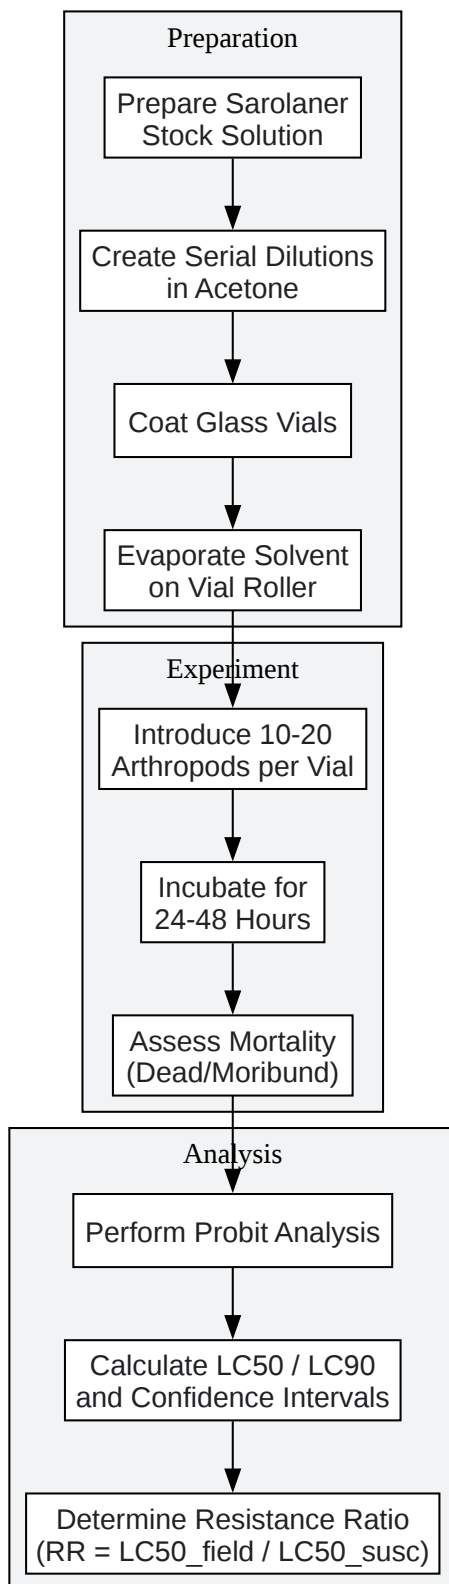 Preparation
Prepare Sarolaner
Stock Solution
Create Serial Dilutions
in Acetone
Coat Glass Vials
Evaporate Solvent
on Vial Roller
Experiment
Introduce 10-20
Arthropods per Vial
Incubate for
24-48 Hours
Assess Mortality
(Dead/Moribund)
Analysis
Perform Probit Analysis
Calculate LC50 / LC90
and Confidence Intervals
Determine Resistance Ratio
(RR = LC50_field / LC50_susc)